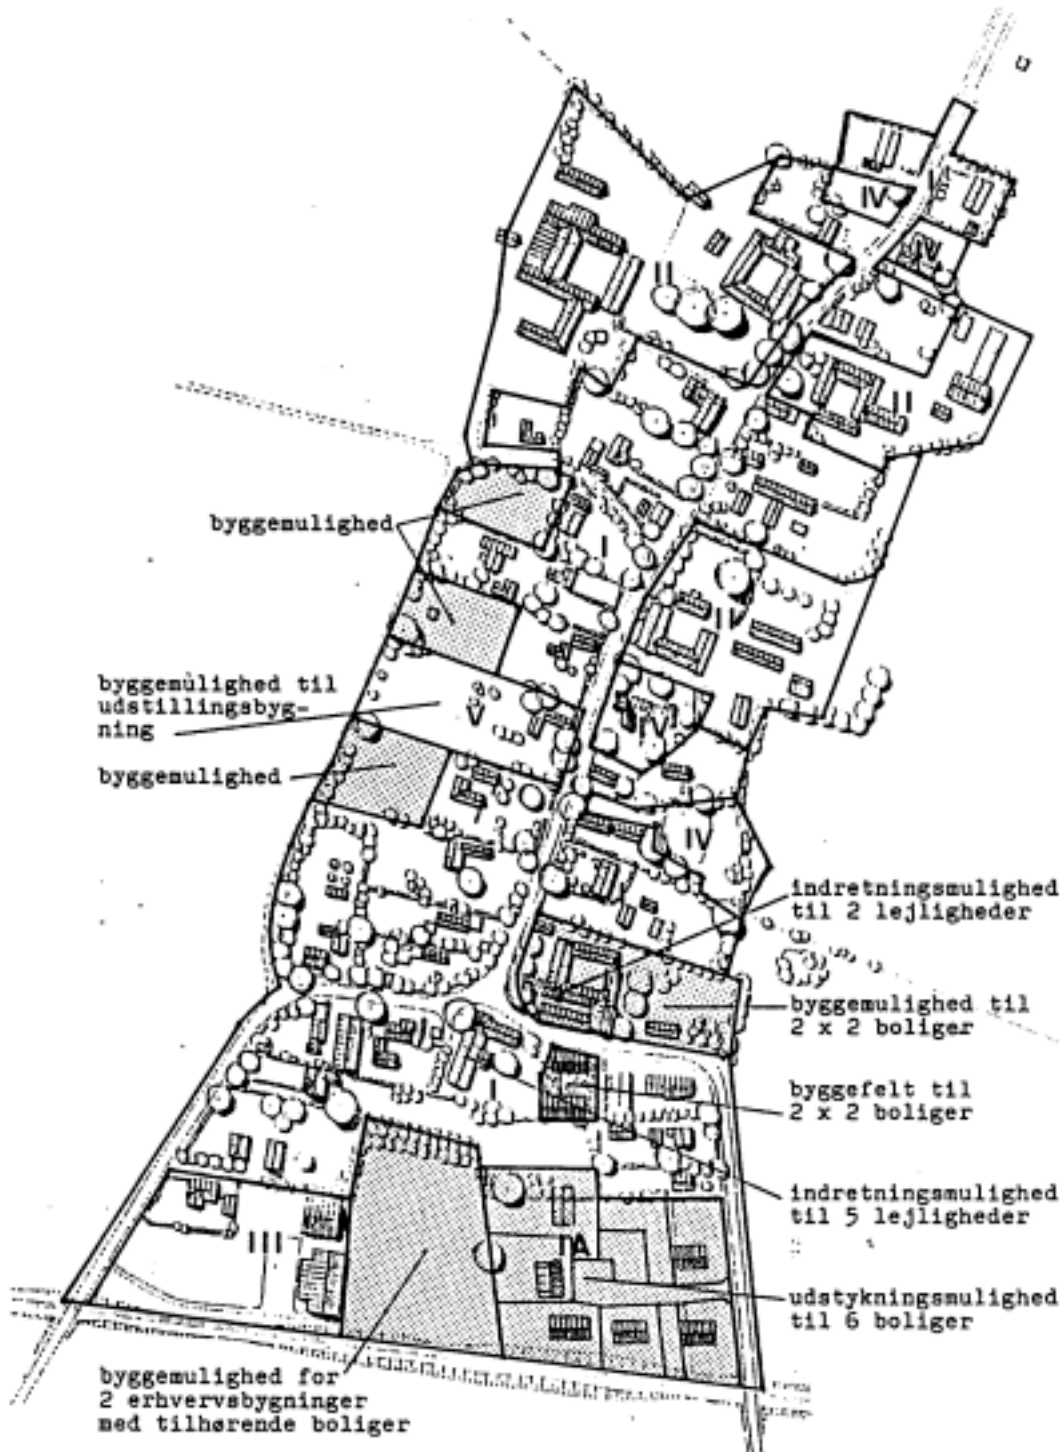 IV
I
IV
II
II
byggemulighed
I
II
byggemulighed til
udstillingsbyg-
ning
V
IV
byggemulighed
I
IV
indretningsmulighed
til 2 lejligheder
byggemulighed til
2 x 2 boliger
I
byggefelt til
2 x 2 boliger
indretningsmulighed
til 5 lejligheder
III
IA
udstykningsmulighed
til 6 boliger
byggemulighed for
2 erhvervsbygninger
med tilhørende boliger